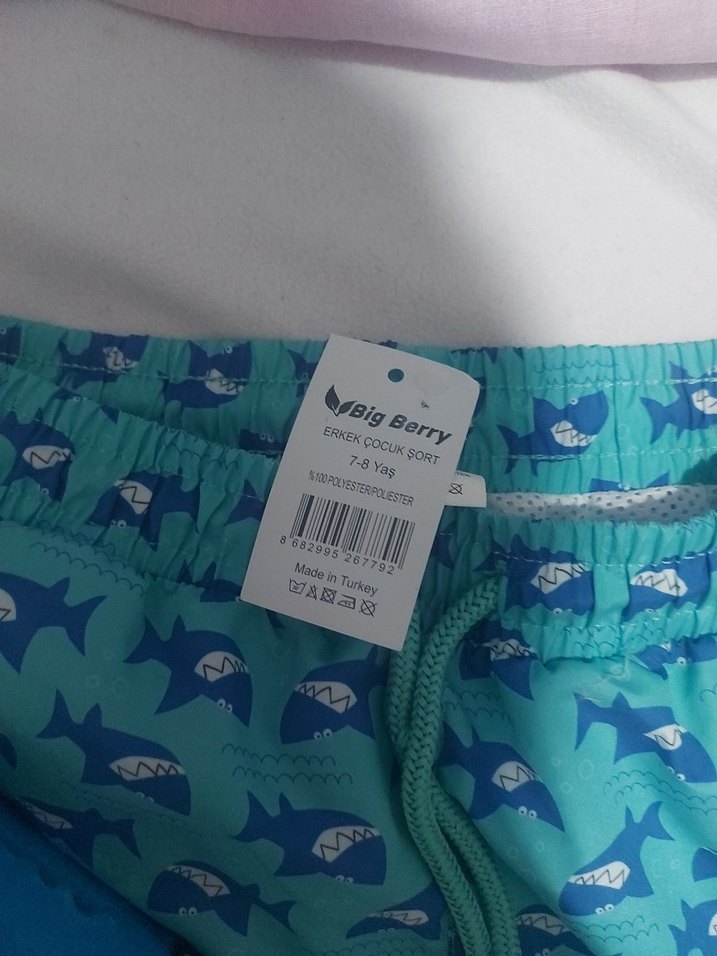 Big Berry
ERKEK ÇOCUK ŞORT
7-8 Yaş
%100 POLYESTER/POLIESTER
8 682995 267792
Made in Turkey